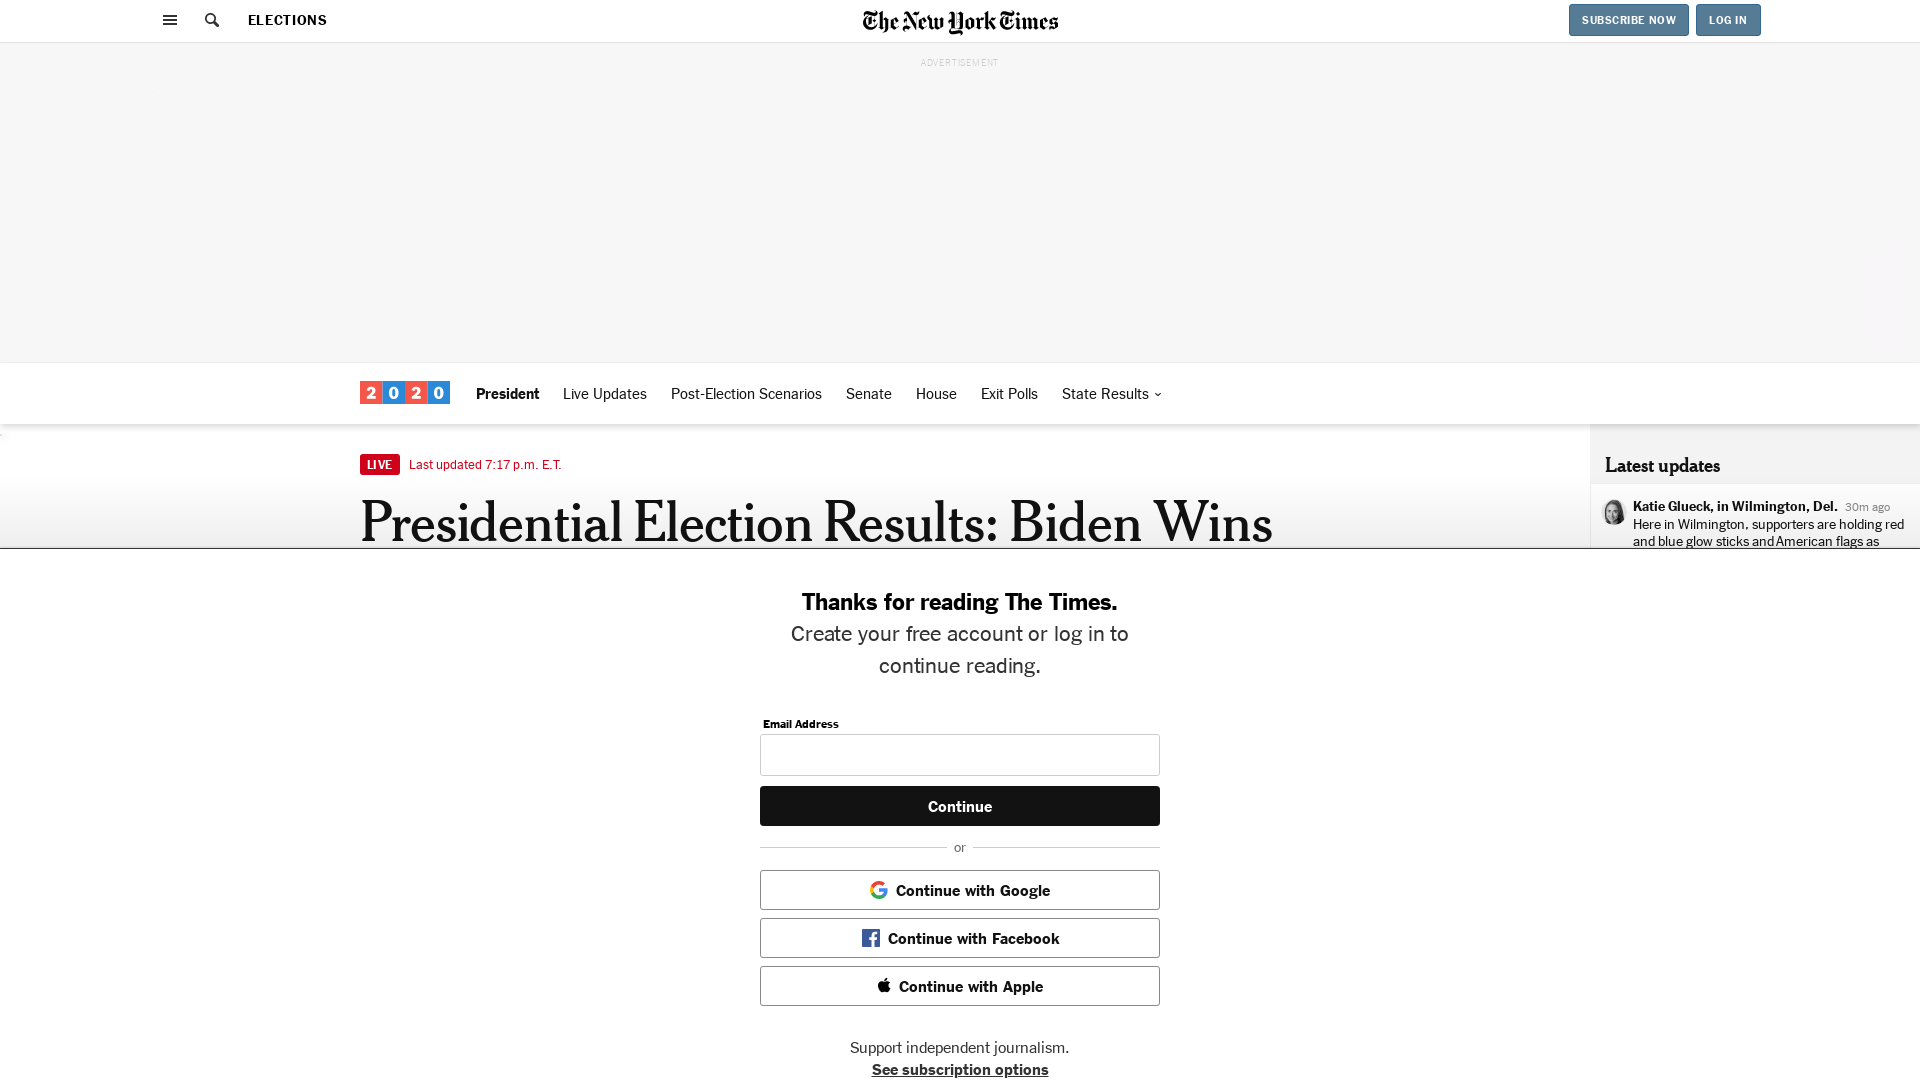 ELECTIONS
The New York Times
SUBSCRIBE NOW
LOG IN
ADVERTISEMENT
2020
President
Live Updates
Post-Election Scenarios
Senate
House
Exit Polls
State Results
LIVE
Last updated 7:17 p.m. E.T.
Presidential Election Results: Biden Wins
Latest updates
Katie Glueck, in Wilmington, Del. 30m ago
Here in Wilmington, supporters are holding red
and blue glow sticks and American flags as
Thanks for reading The Times.
Create your free account or log in to
continue reading.
Email Address
Continue
or
Continue with Google
Continue with Facebook
Continue with Apple
Support independent journalism.
See subscription options